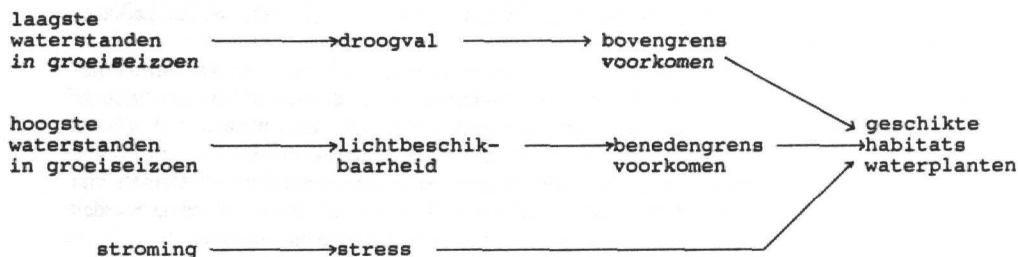 laagste
waterstanden droogval bovengrens
in groeiseizoen voorkomen
hoogste geschikte
waterstanden lichtbeschik- benedengrens habitats
in groeiseizoen baarheid voorkomen waterplanten
stroming stress